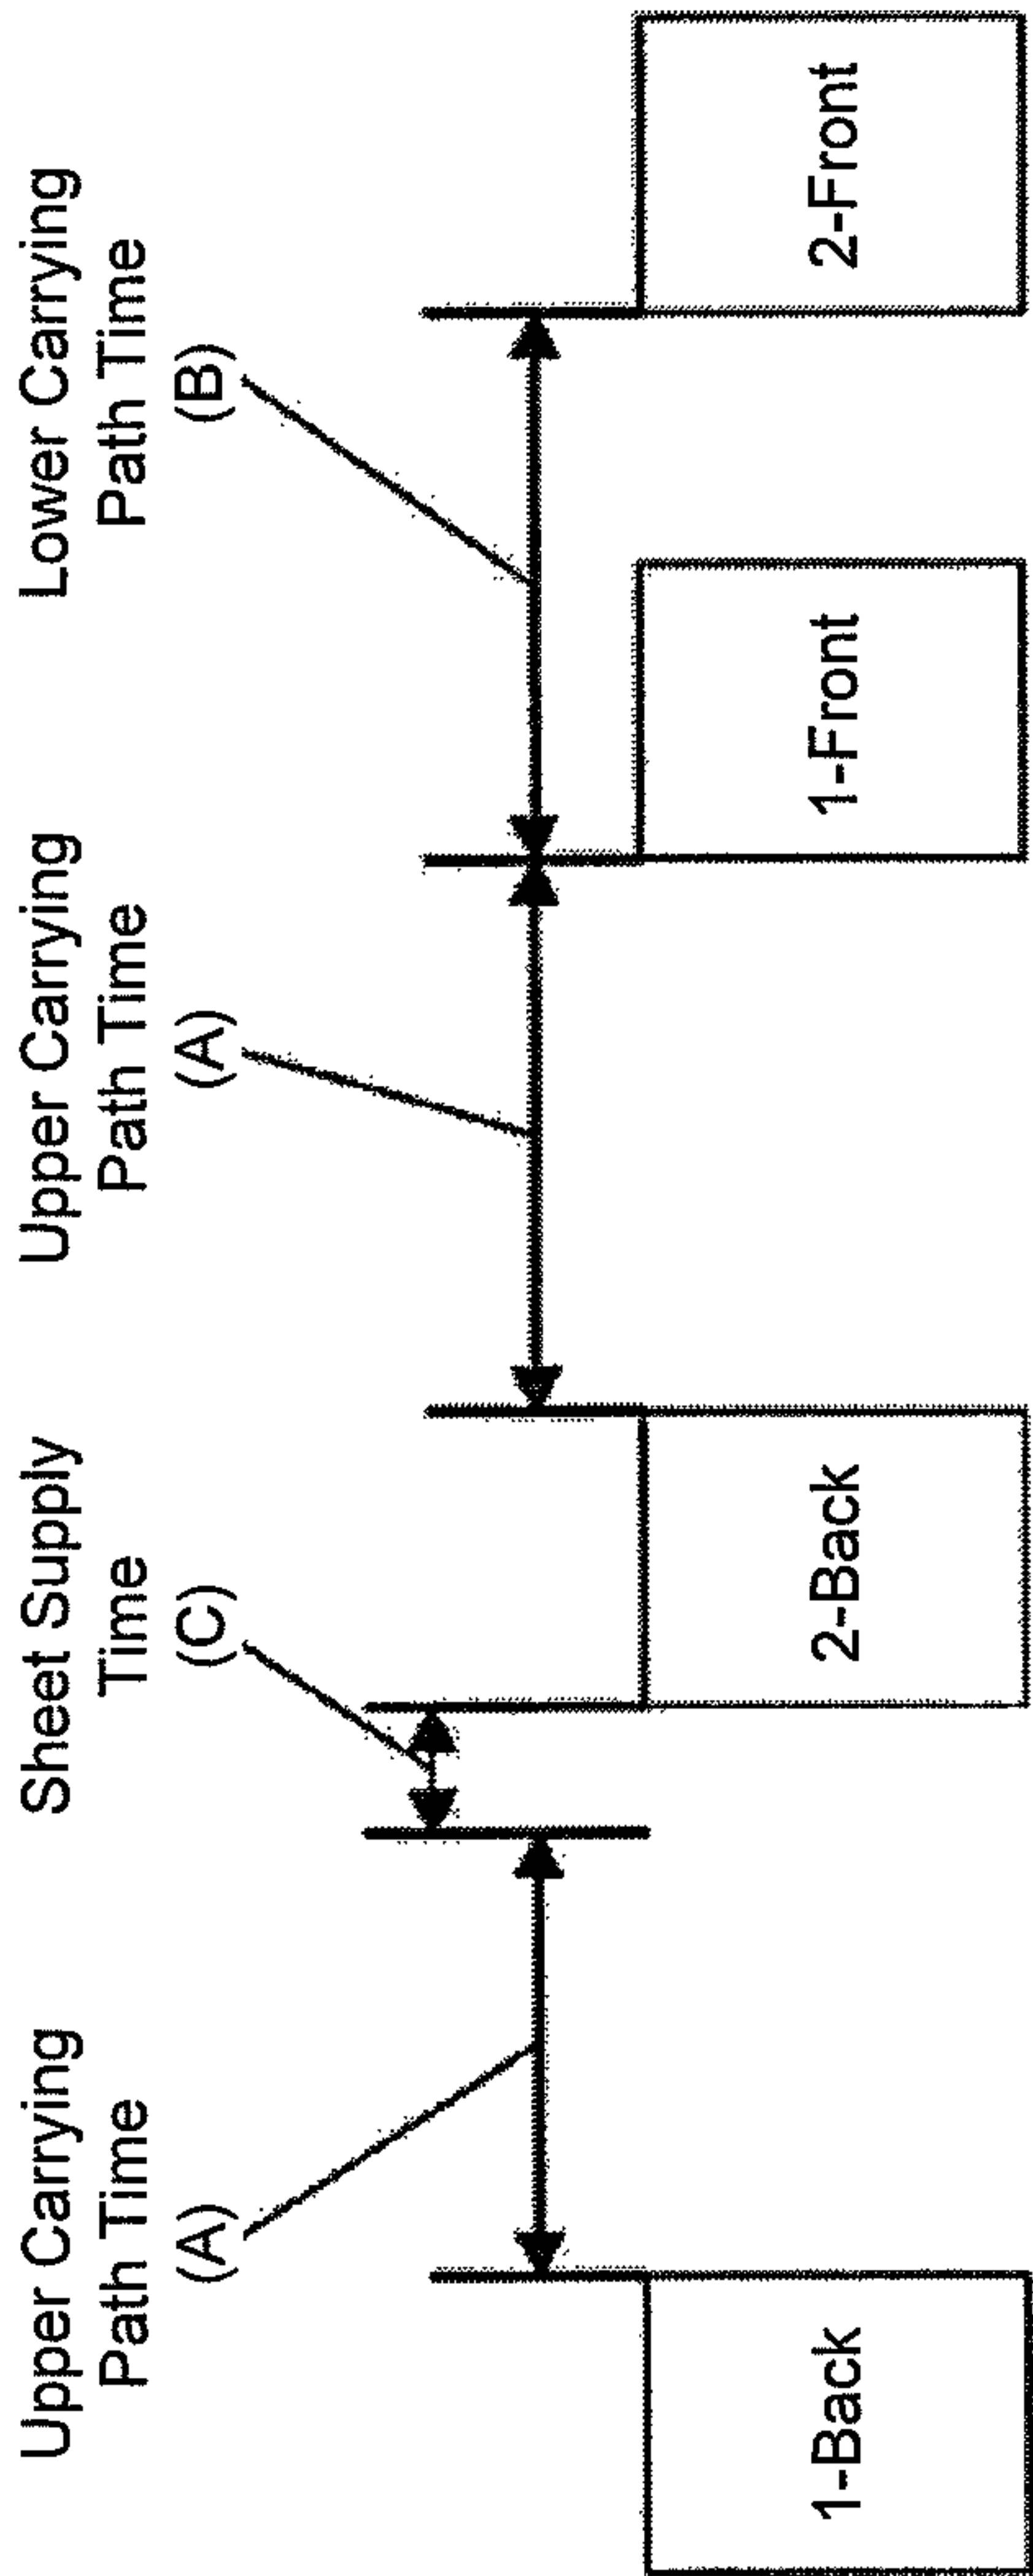 Upper Carrying
Path Time
(A)
Sheet Supply
Time
(C)
Upper Carrying
Path Time
(A)
Lower Carrying
Path Time
(B)
1-Back
2-Back
1-Front
2-Front